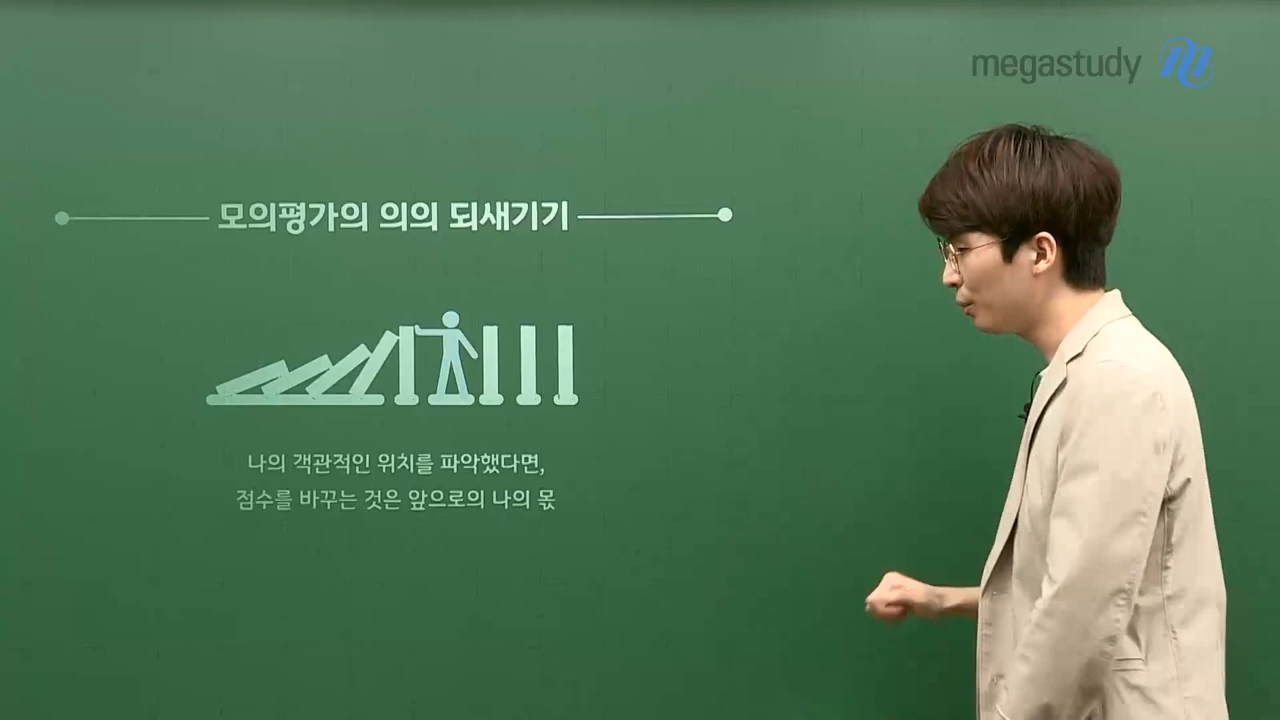 megastudy
모의평가의 의의 되새기기
나의 객관적인 위치를 파악했다면,
점수를 바꾸는 것은 앞으로의 나의 몫